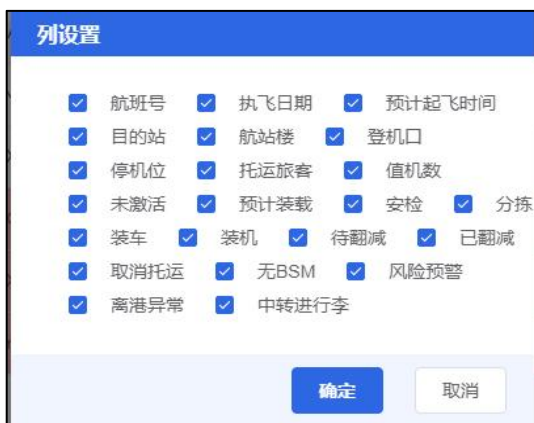 列设置
航班号 执飞日期 预计起飞时间
目的站 航站楼 登机口
停机位 托运旅客 值机数
未激活 预计装载 安检 分拣
装车 装机 待翻减 已翻减
取消托运 无BSM 风险预警
离港异常 中转进行李
确定 取消